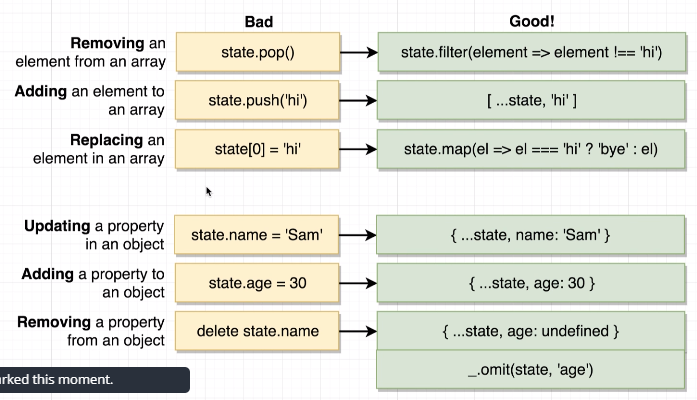 Bad
Good!
Removing an
element from an array
state.pop()
state.filter(element => element !== 'hi')
Adding an element to
an array
state.push('hi')
[ ...state, 'hi' ]
Replacing an
element in an array
state[0] = 'hi'
state.map(el => el === 'hi' ? 'bye' : el)
Updating a property
in an object
state.name = 'Sam'
{ ...state, name: 'Sam' }
Adding a property to
an object
state.age = 30
{ ...state, age: 30 }
Removing a property
from an object
delete state.name
{ ...state, age: undefined }
_.omit(state, 'age')
this moment.